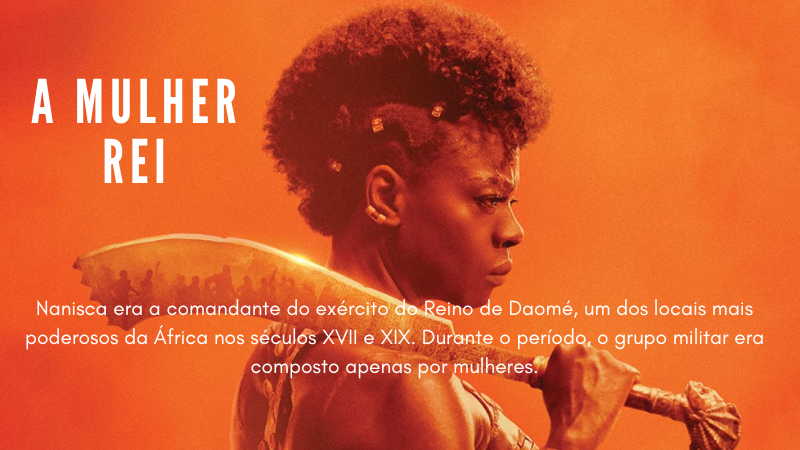 A MULHER
REI
Nanisca era a comandante do exército do Reino de Daomé, um dos locais mais
poderosos da África nos séculos XVII e XIX. Durante o período, o grupo militar era
composto apenas por mulheres.